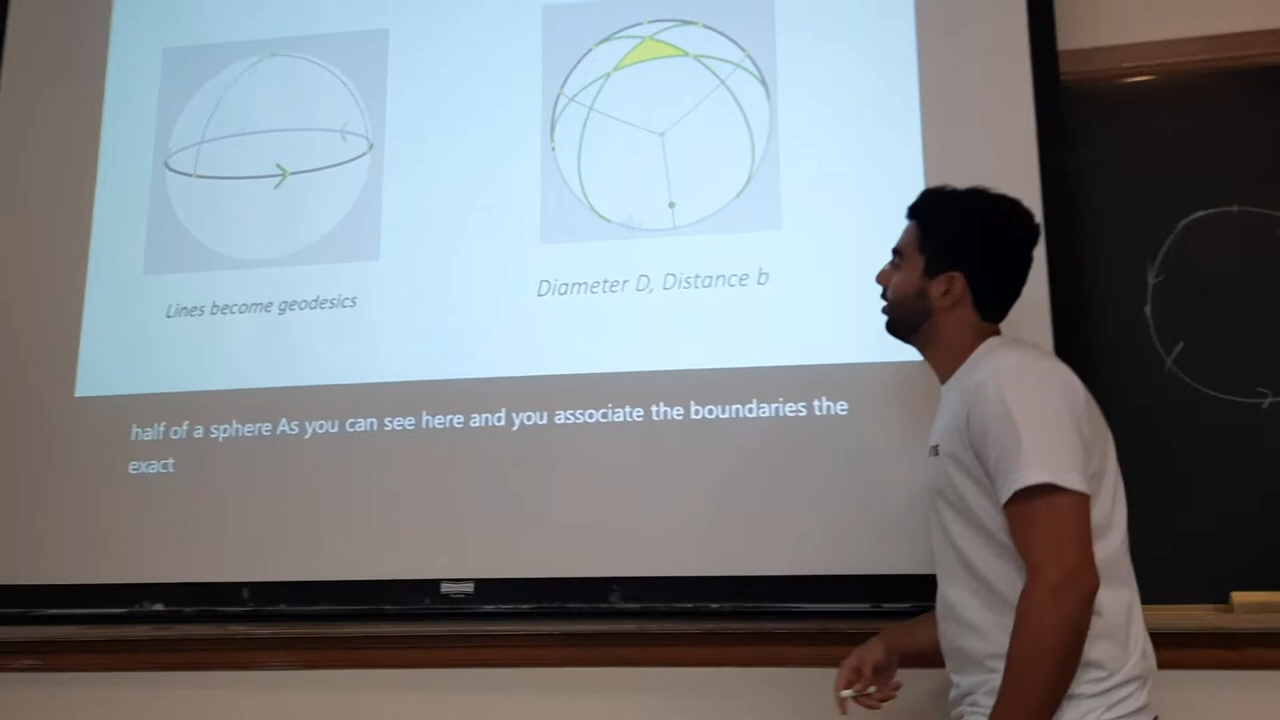 Lines become geodesics
Diameter D, Distance b
half of a sphere As you can see here and you associate the boundaries the
exact